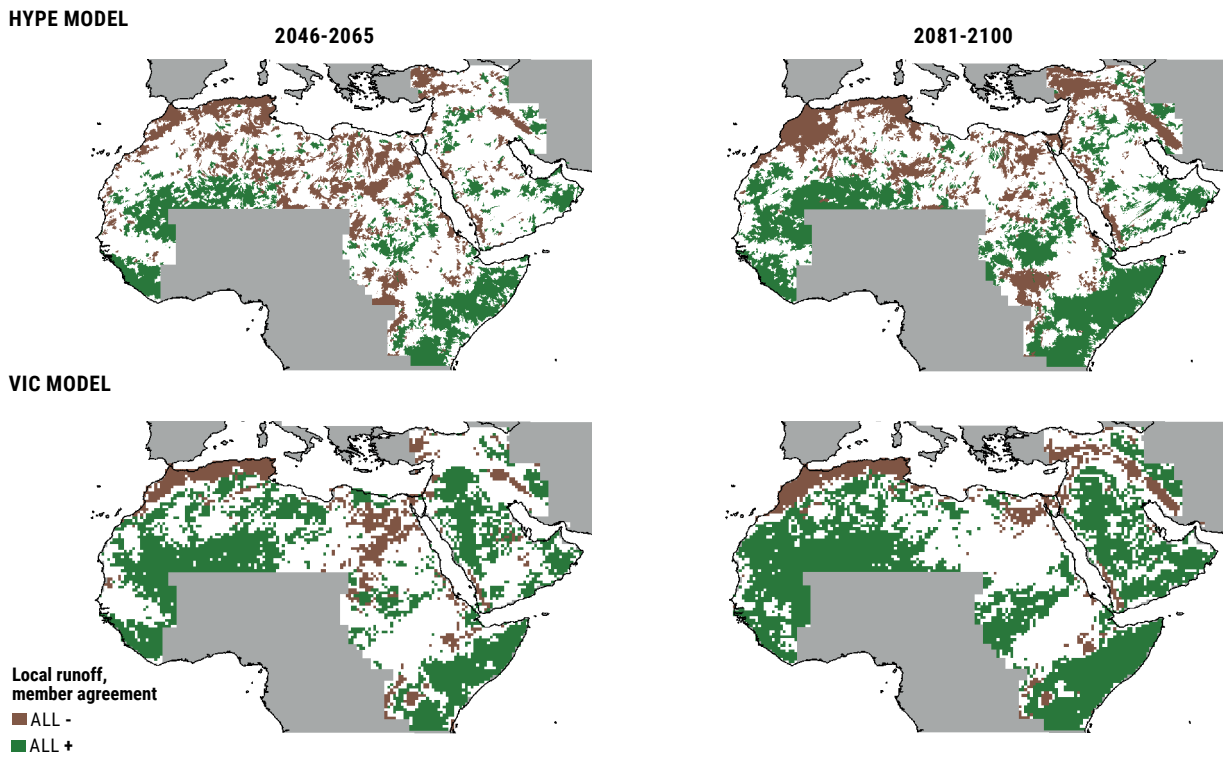 HYPE MODEL
2046-2065
2081-2100
VIC MODEL
Local runoff,
member agreement
ALL -
ALL +